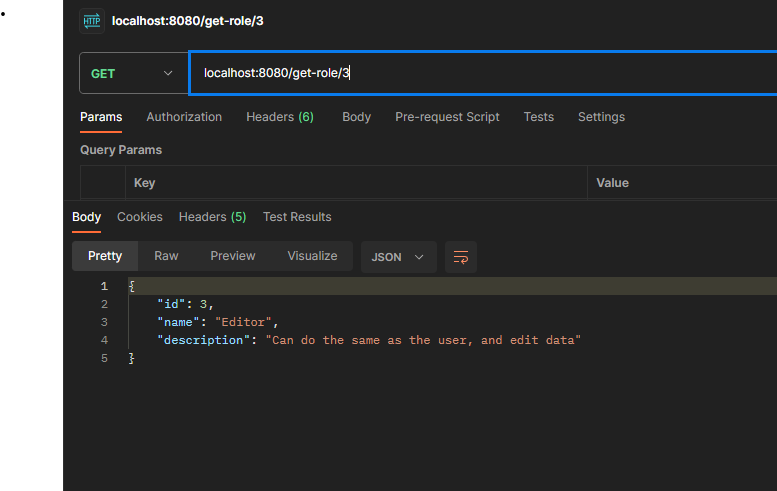 HTTP localhost:8080/get-role/3
GET localhost:8080/get-role/3
Params Authorization Headers (6) Body Pre-request Script Tests Settings
Query Params
Key Value
Body Cookies Headers (5) Test Results
Pretty Raw Preview Visualize JSON
1 {
2 "id": 3,
3 "name": "Editor",
4 "description": "Can do the same as the user, and edit data"
5 }